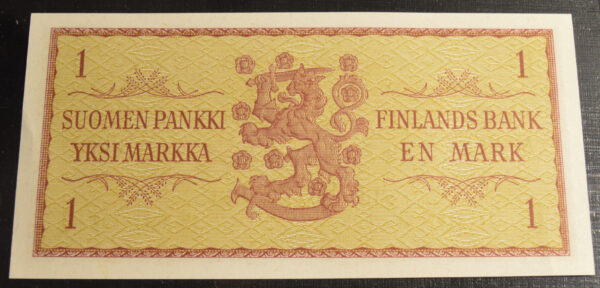 1 1
SUOMEN PANKKI FINLANDS BANK
YKSI MARKKA EN MARK
1 1